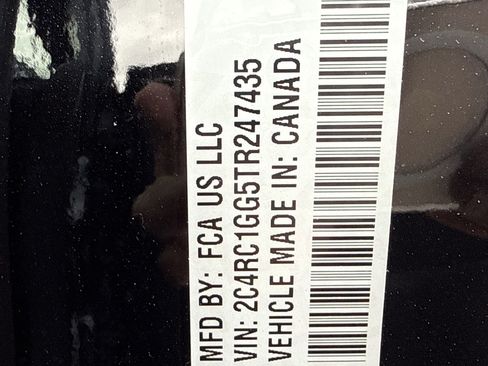 MFD BY: FCA US LLC
VIN: 2C4RC1GG5TR247435
VEHICLE MADE IN: CANADA